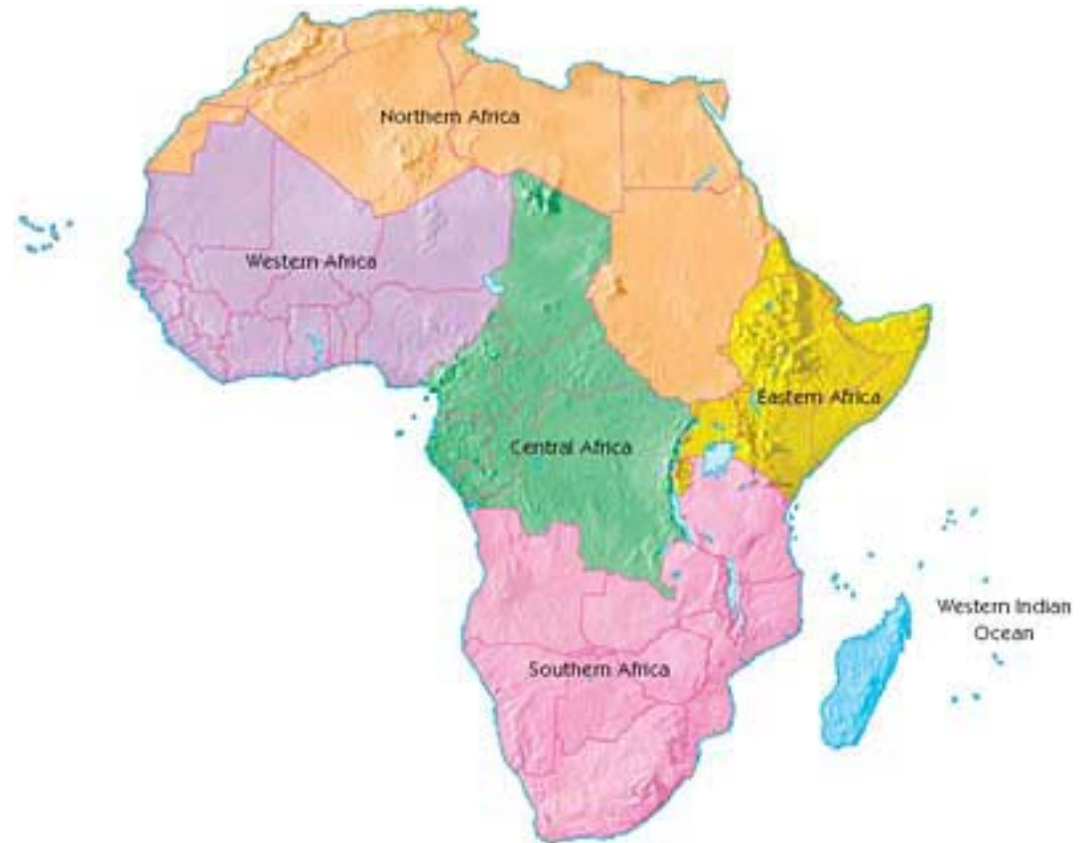 Northern Africa
Western Africa
Eastern Africa
Central Africa
Western Indian
Ocean
Southern Africa